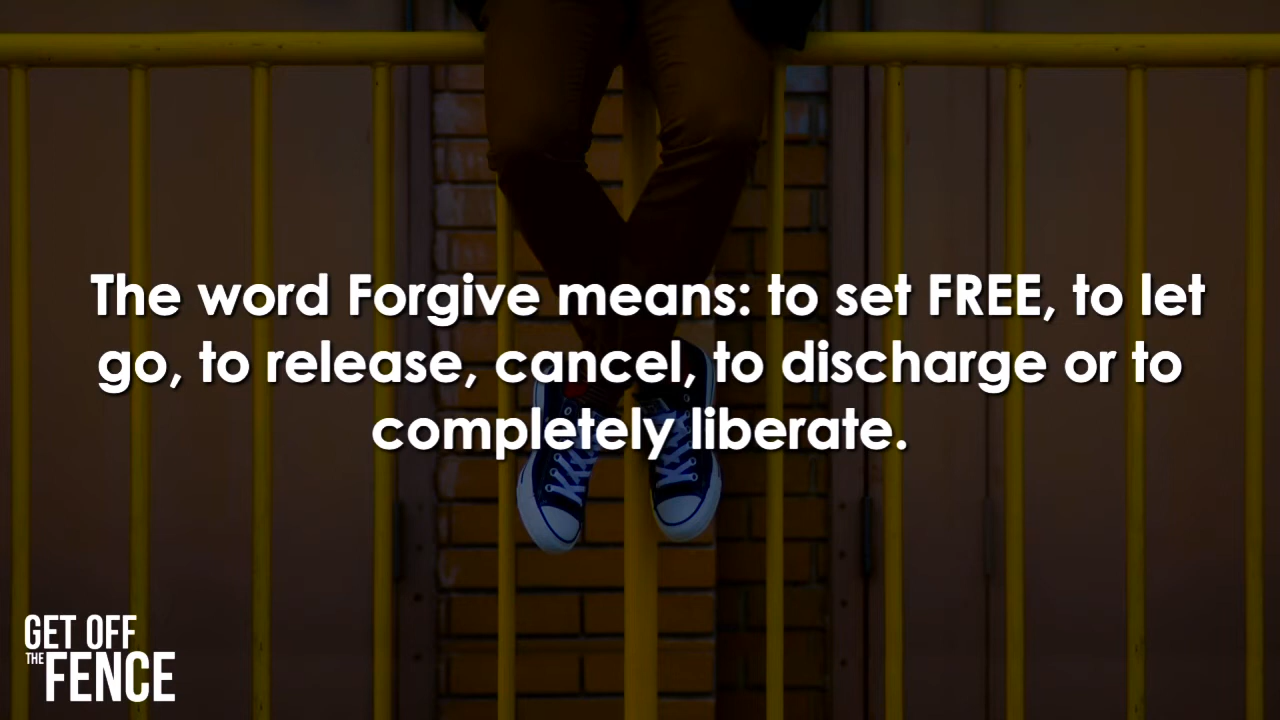 The word Forgive means: to set FREE, to let
go, to release, cancel, to discharge or to
completely liberate.
GET OFF
THE FENCE